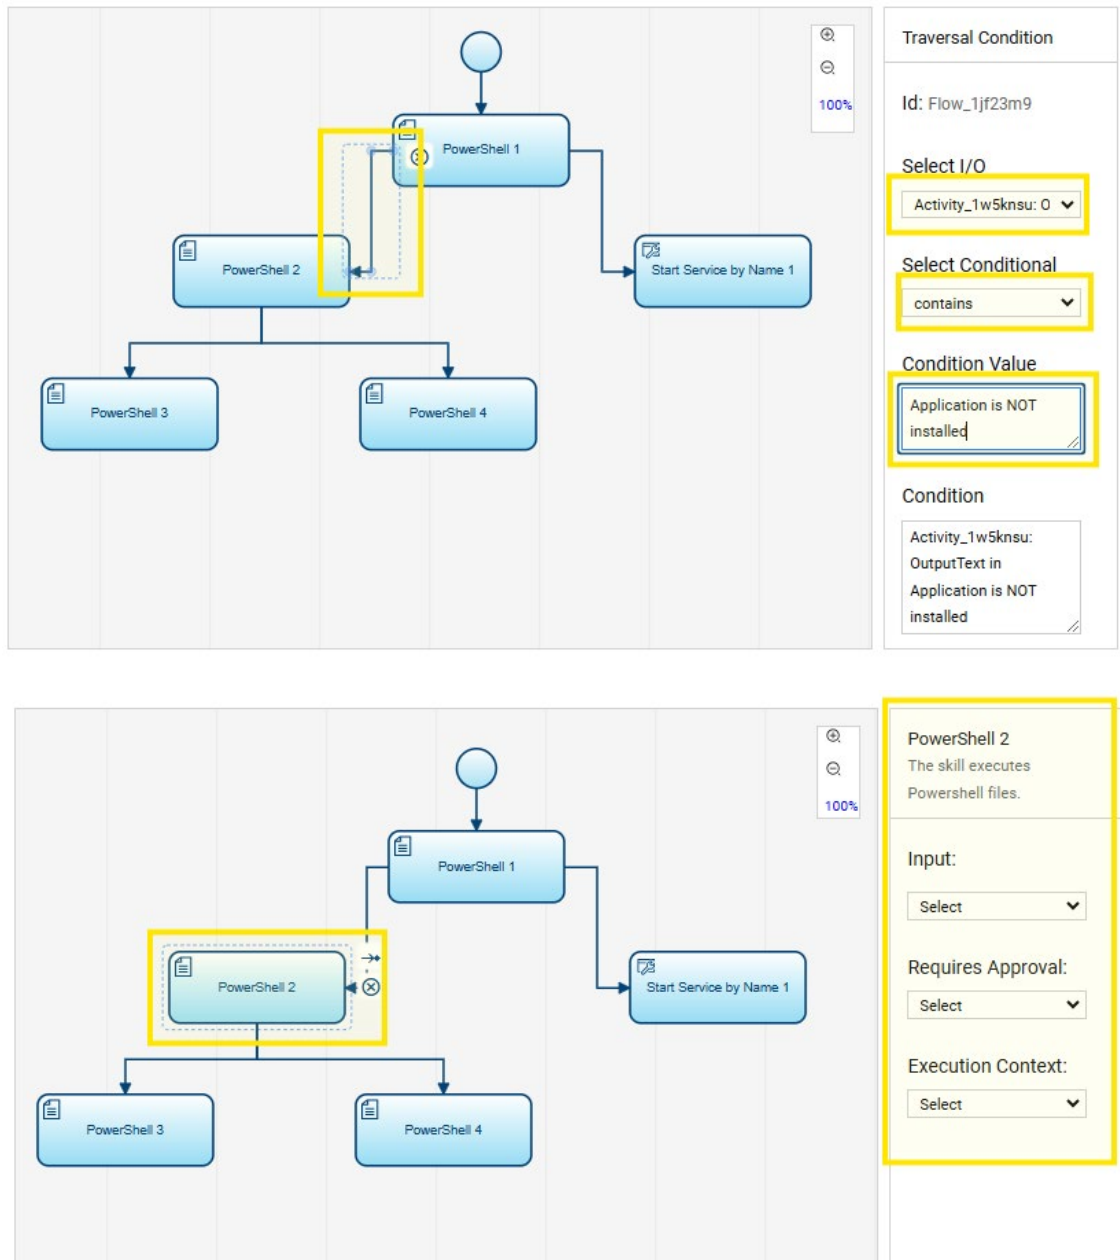 Traversal Condition
100%
Id: Flow_1jf23m9
PowerShell 1
Select I/O
Activity_1w5knsu: O
PowerShell 2
Start Service by Name 1
Select Conditional
contains
Condition Value
PowerShell 3
PowerShell 4
Application is NOT
installed
Condition
Activity_1w5knsu:
OutputText in
Application is NOT
installed
PowerShell 2
The skill executes
Powershell files.
100%
PowerShell 1
Input:
Select
Requires Approval:
PowerShell 2
Start Service by Name 1
Select
Execution Context:
Select
PowerShell 3
PowerShell 4